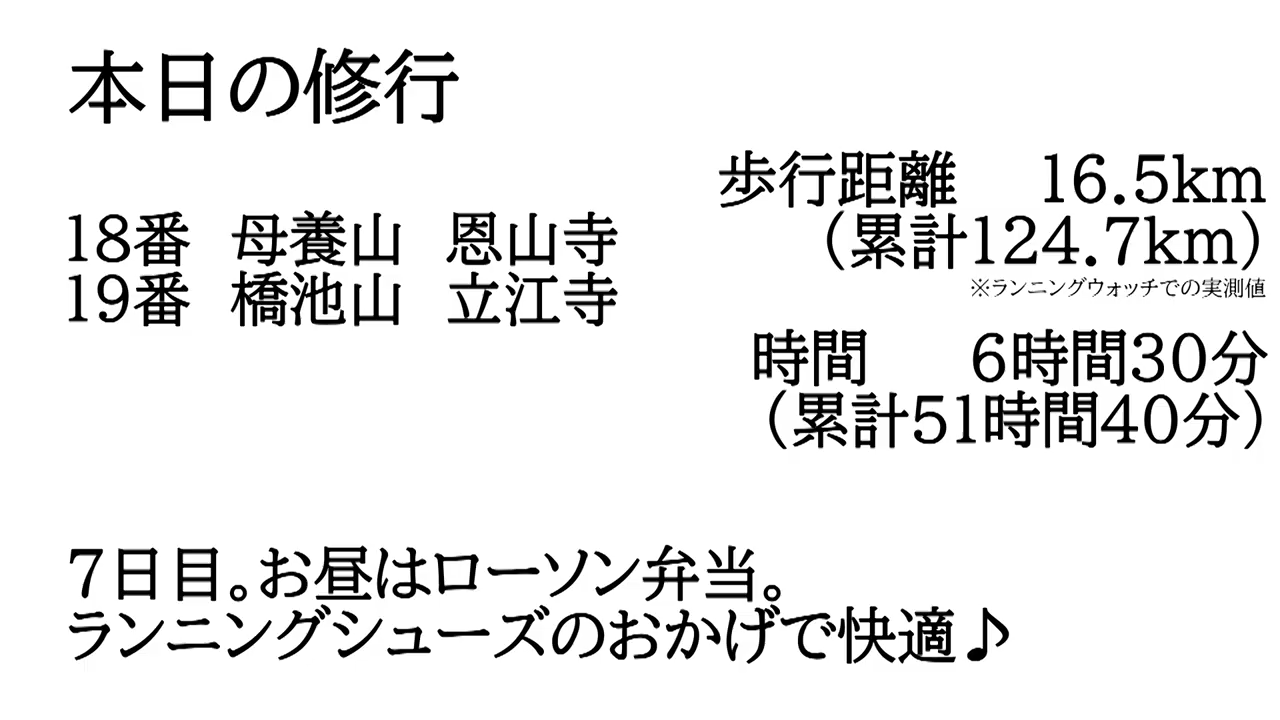 本日の修行
18番　母養山　恩山寺
19番　橋池山　立江寺
歩行距離　16.5km
（累計124.7km）
※ランニングウォッチでの実測値
時間　6時間30分
（累計51時間40分）
7日目。お昼はローソン弁当。
ランニングシューズのおかげで快適♪